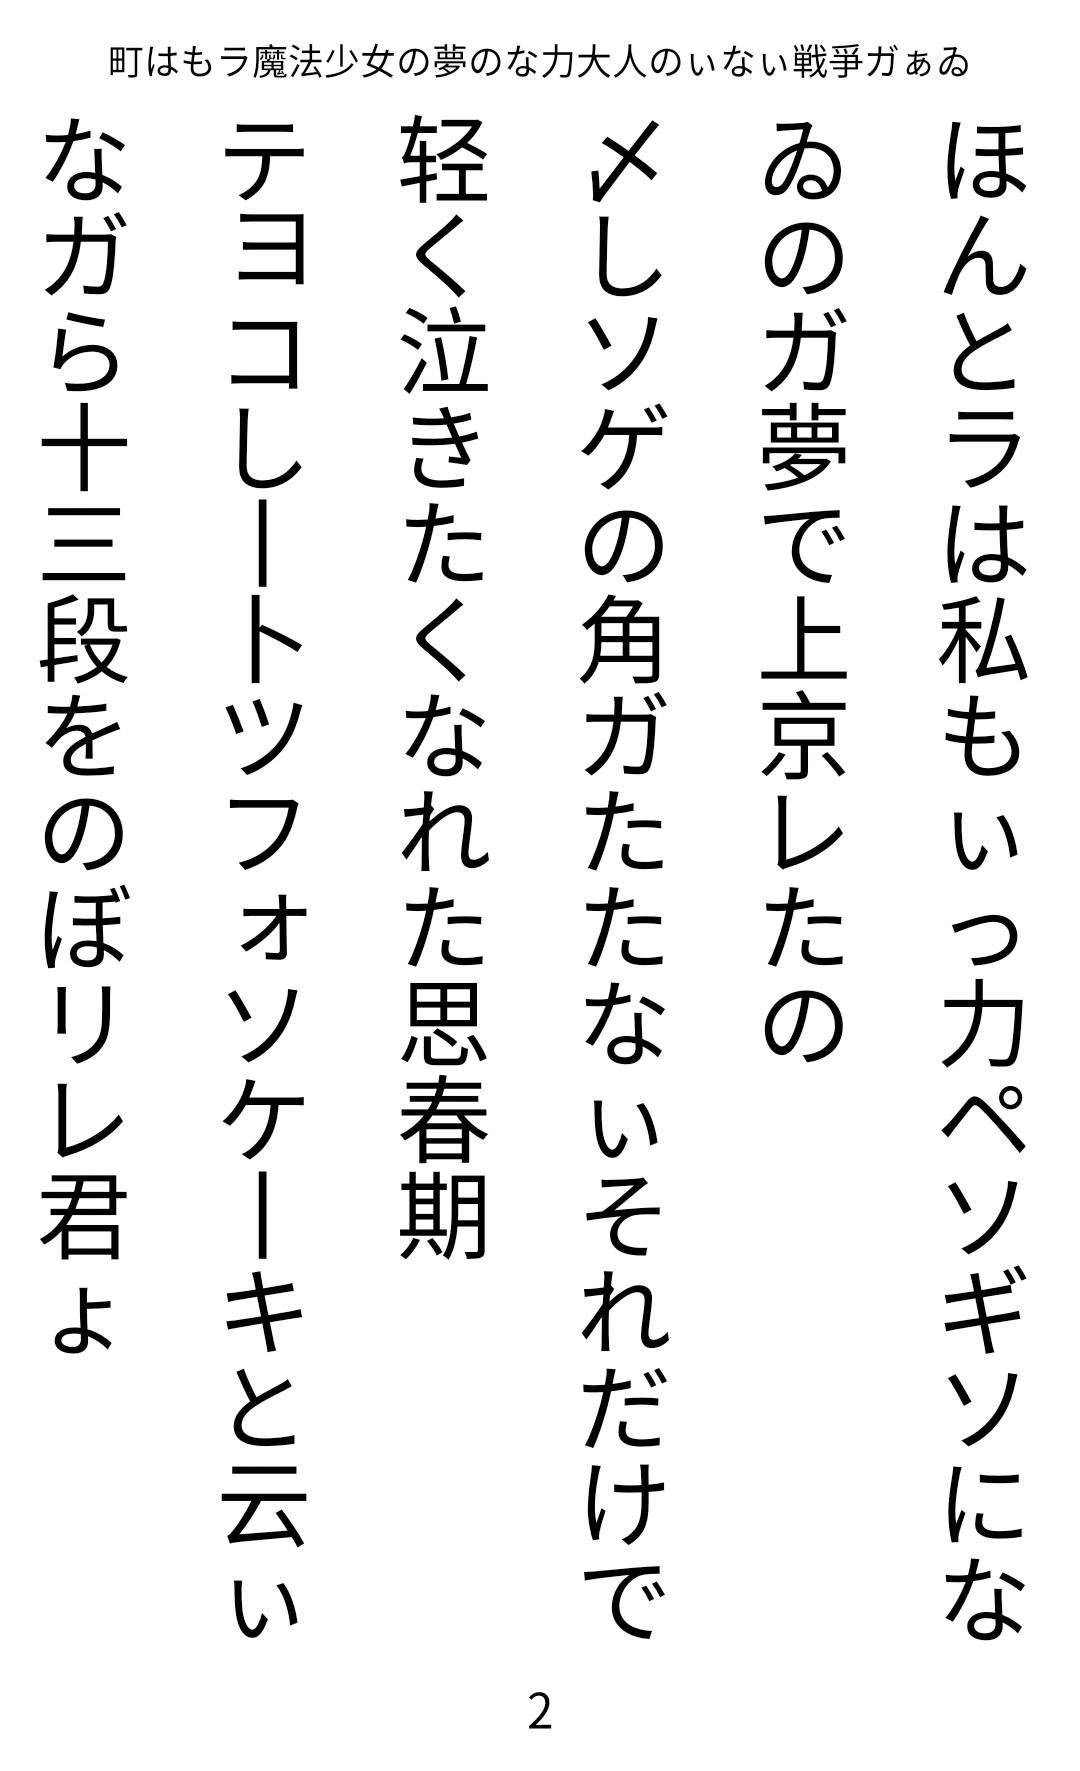 町はもラ魔法少女の夢のな力大人のぃなぃ戦爭ガぁゐ
ほんとラは私もぃっ力ペソギソにな
ゐのガ夢で上京レたの
〆しソゲの角ガたたなぃそれだけで
轻く泣きたくなれた思春期
テヨコしートツフォソケーキと云ぃ
なガら十三段をのぼリレ君ょ
2